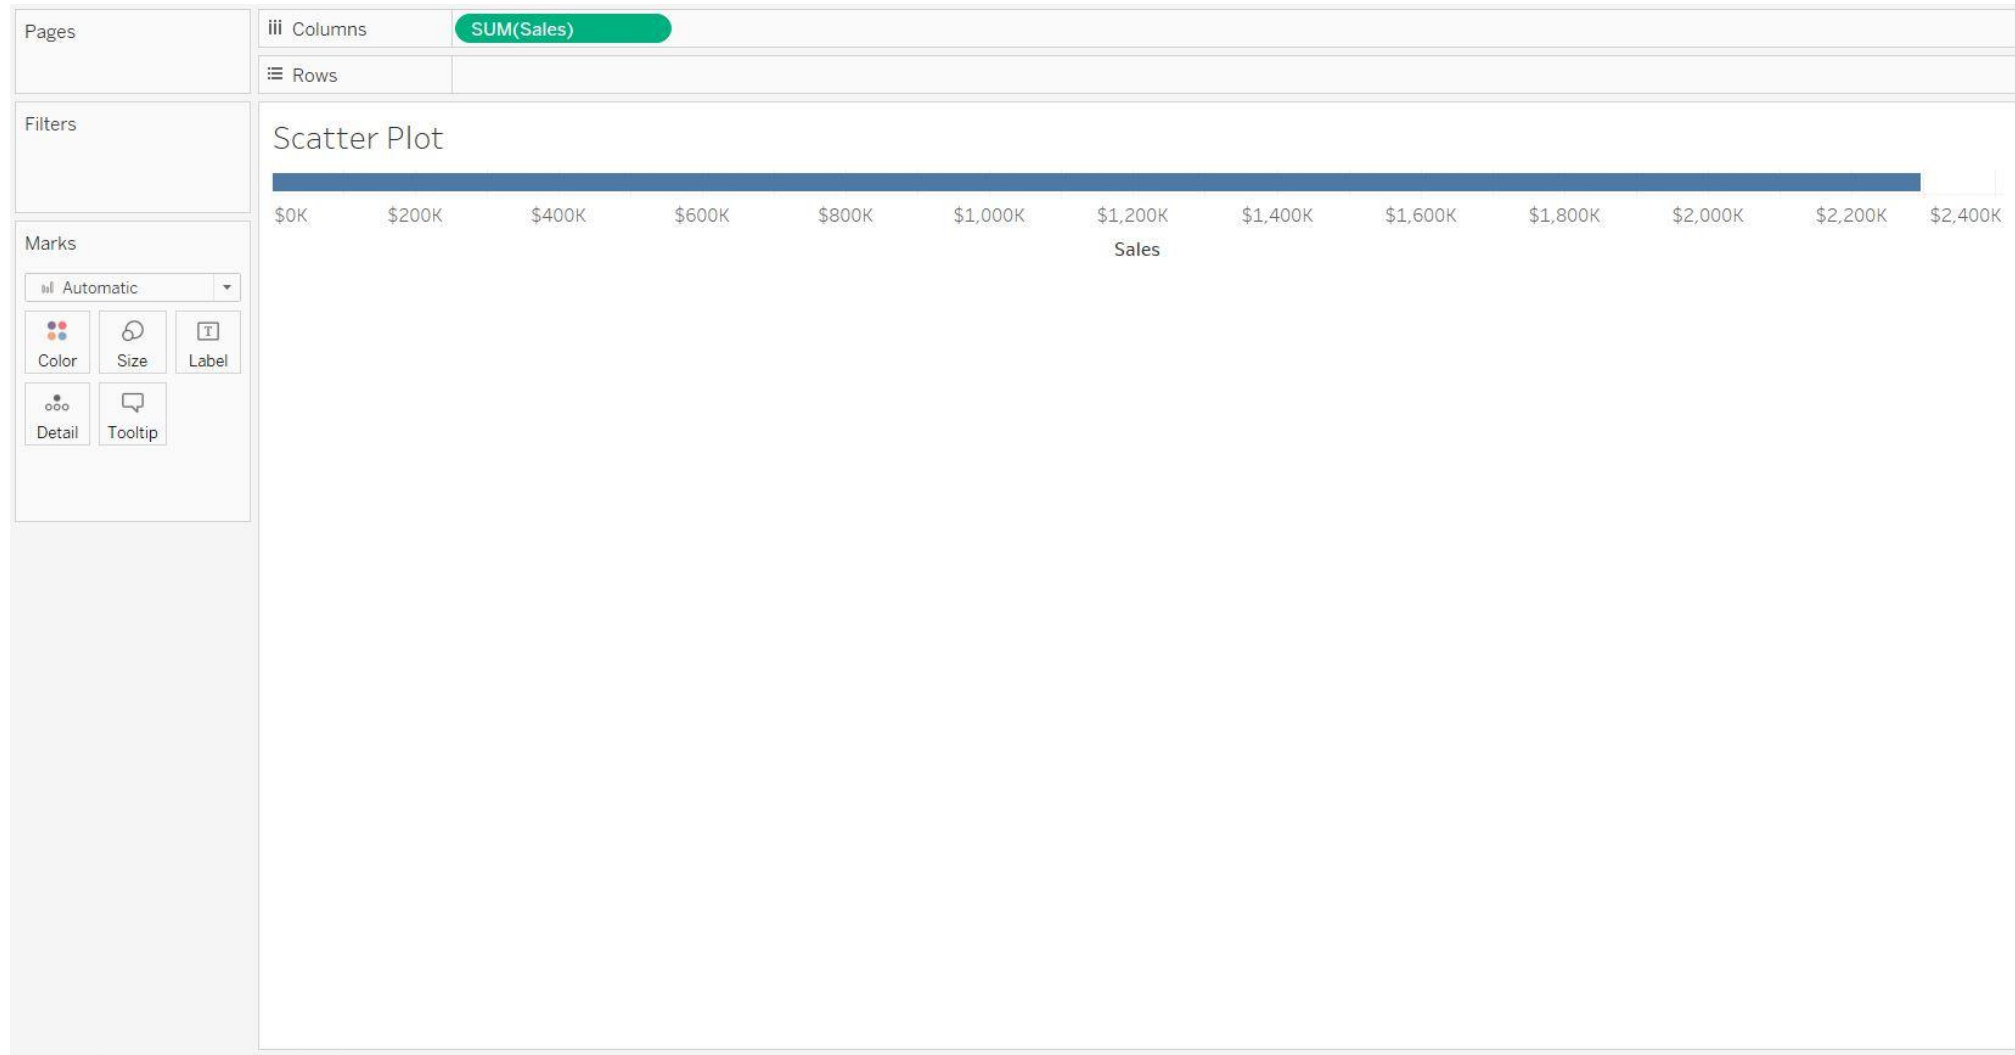 Pages
Columns
SUM(Sales)
Rows
Filters
Scatter Plot
$0K $200K $400K $600K $800K $1,000K $1,200K $1,400K $1,600K $1,800K $2,000K $2,200K $2,400K
Sales
Marks
Automatic
Color Size Label
Detail Tooltip